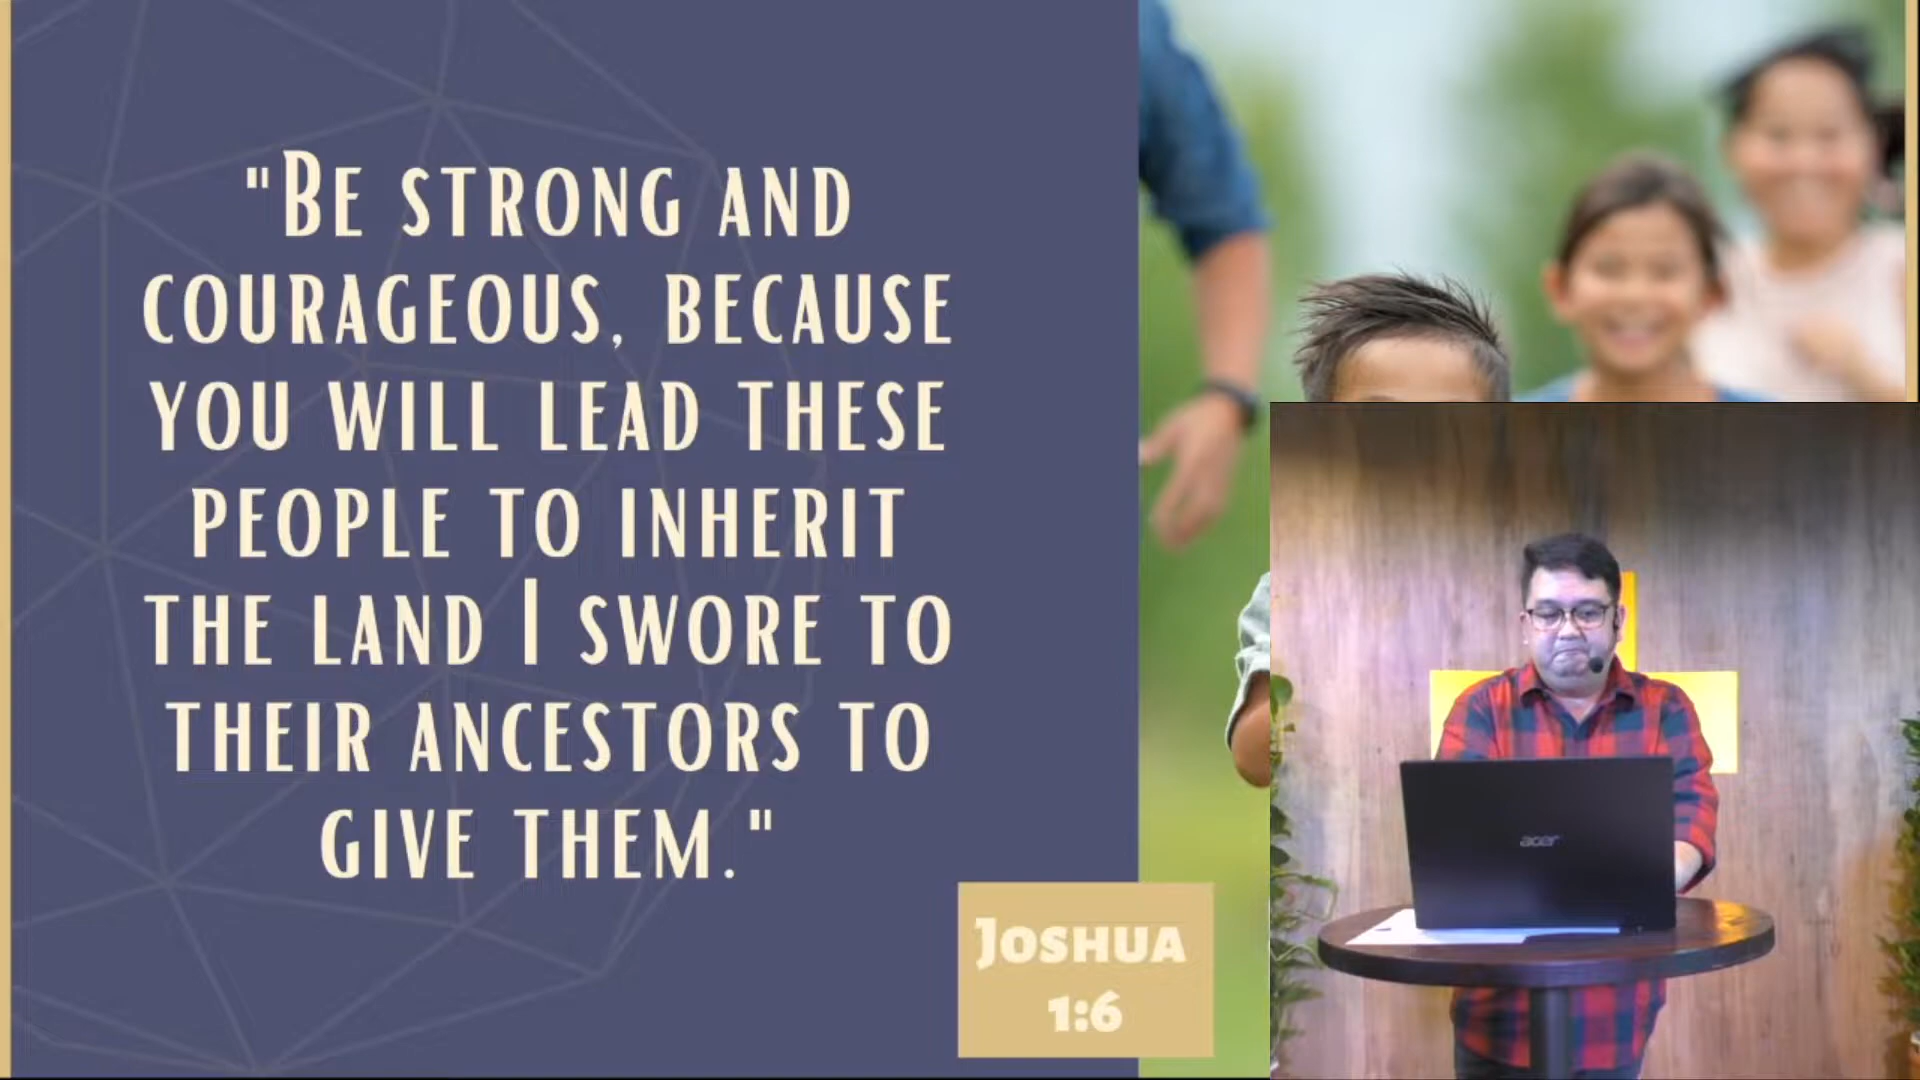 "Be strong and
courageous, because
you will lead these
people to inherit
the land I swore to
their ancestors to
give them."
Joshua
1:6
acer